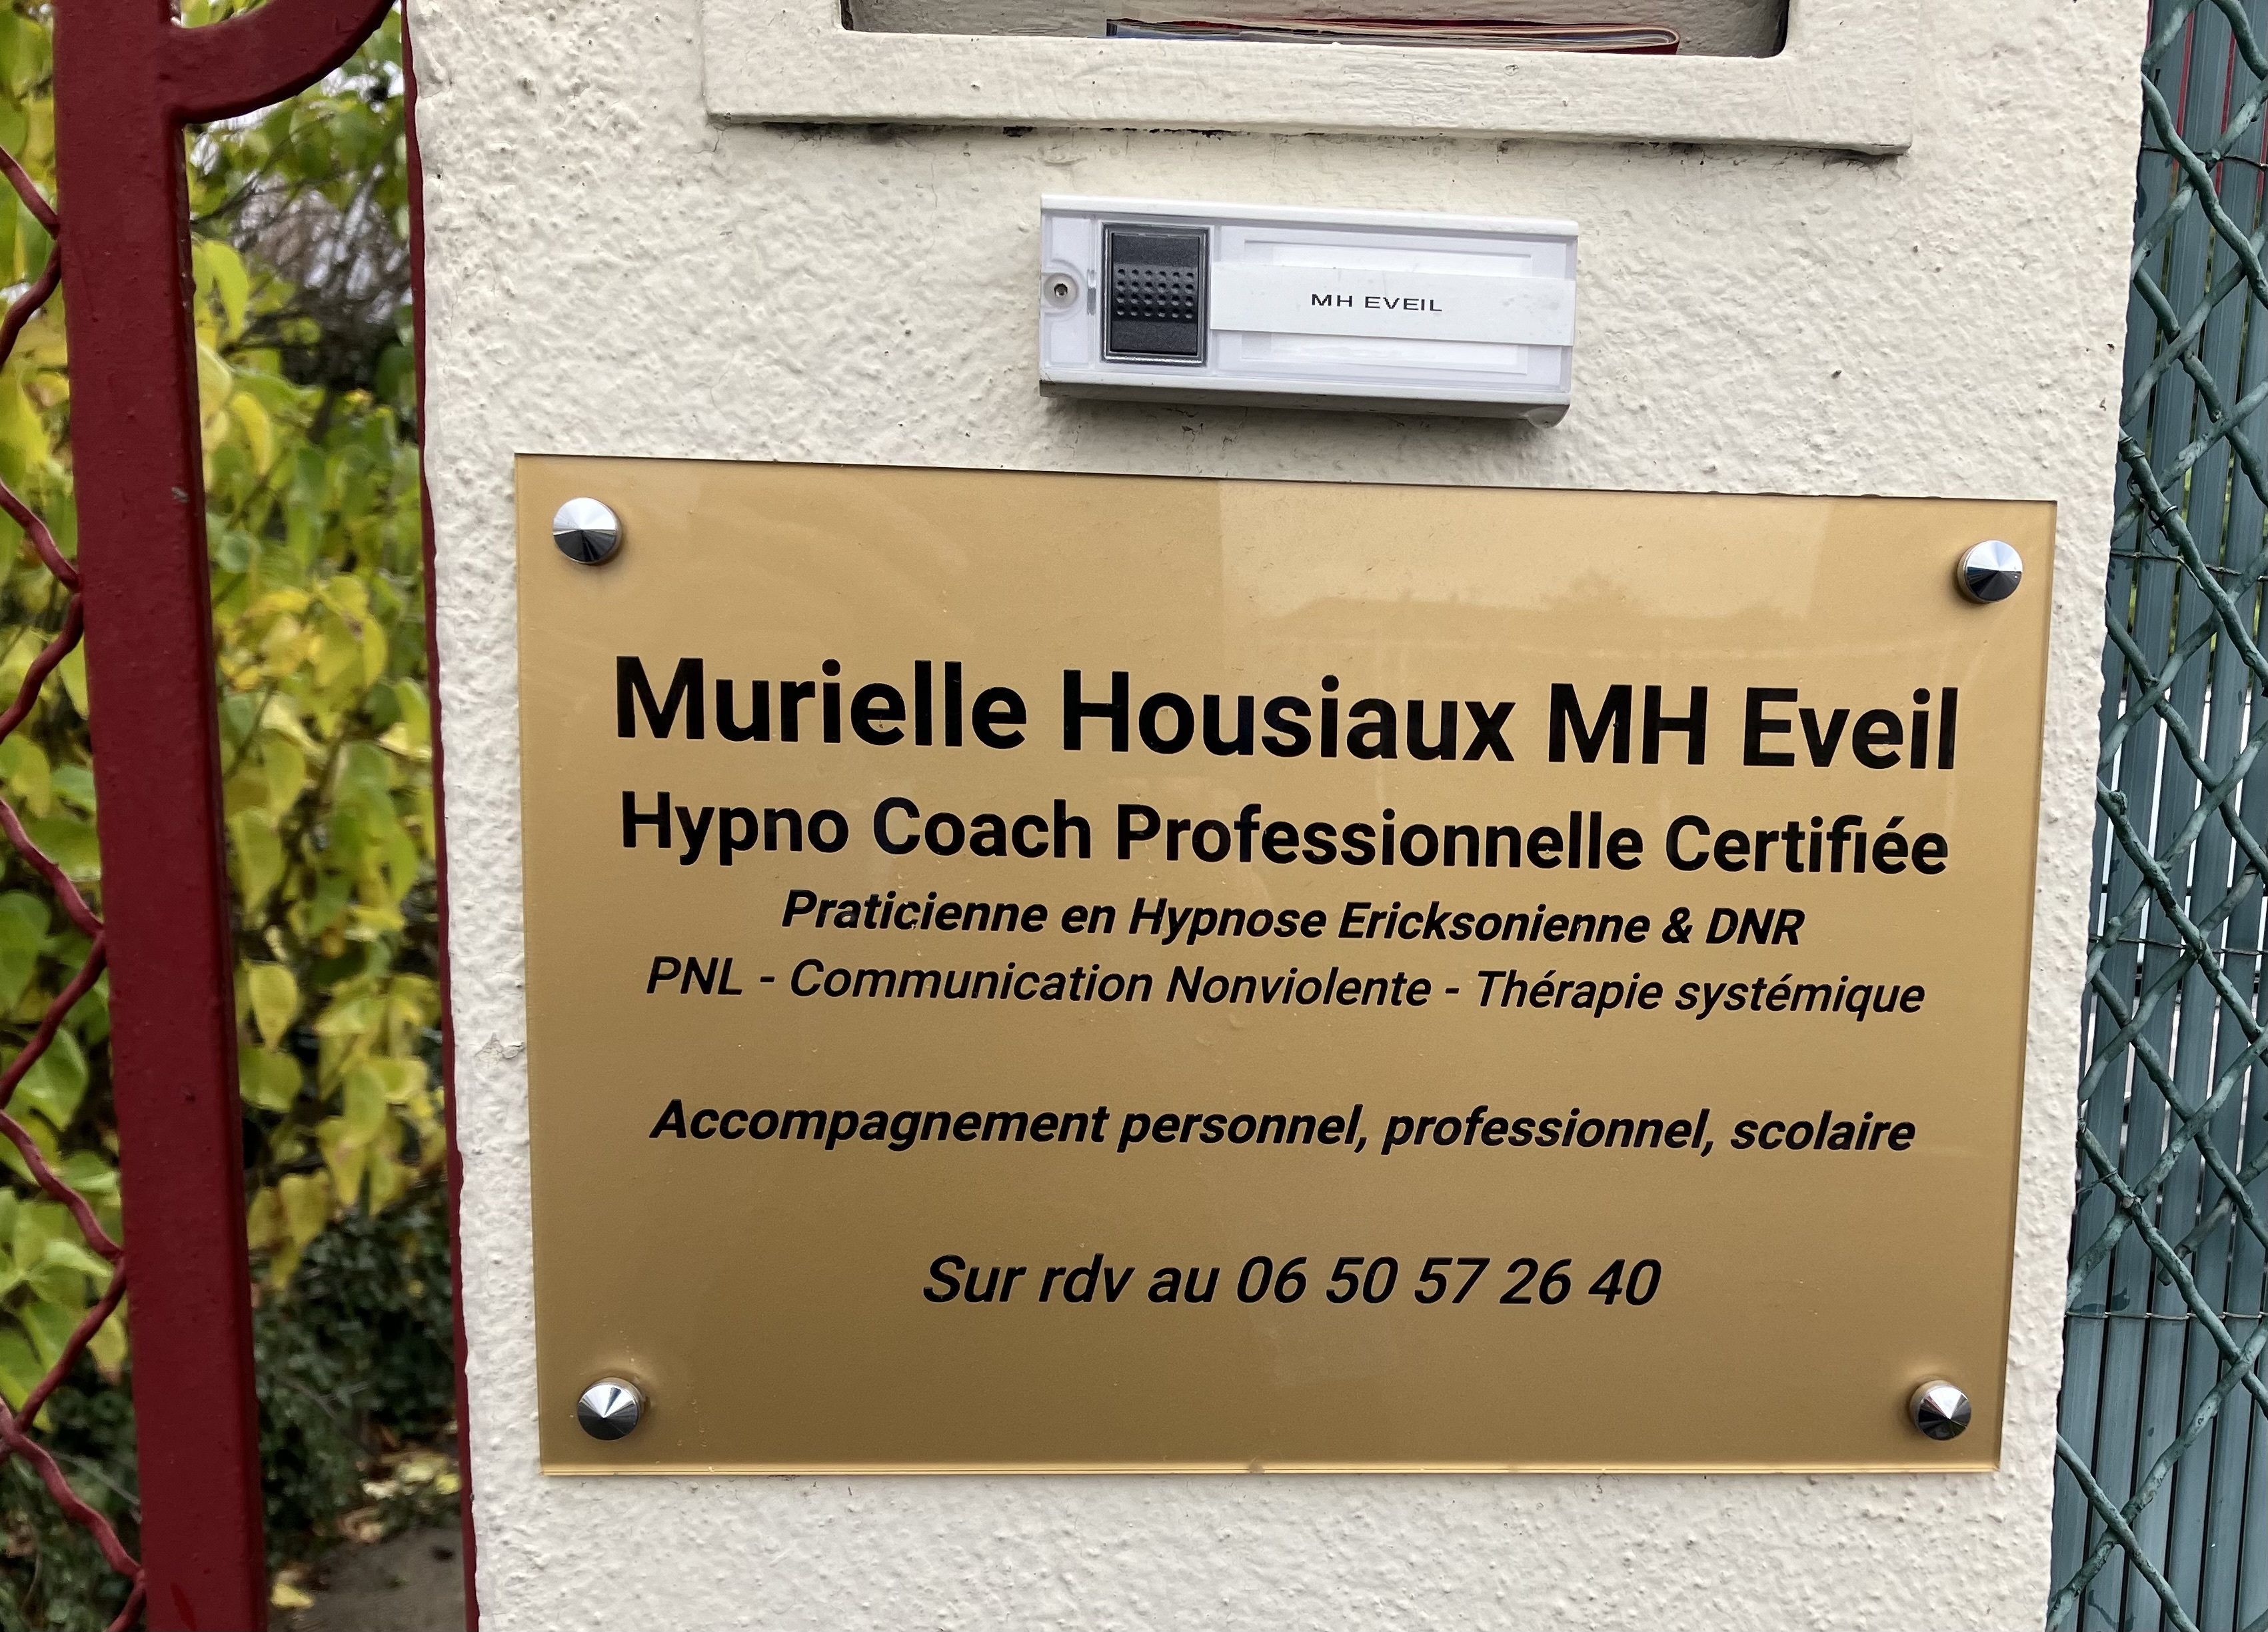 MH EVEIL
Murielle Housiaux MH Eveil
Hypno Coach Professionnelle Certifiée
Praticienne en Hypnose Ericksonienne & DNR
PNL - Communication Nonviolente - Thérapie systémique
Accompagnement personnel, professionnel, scolaire
Sur rdv au 06 50 57 26 40